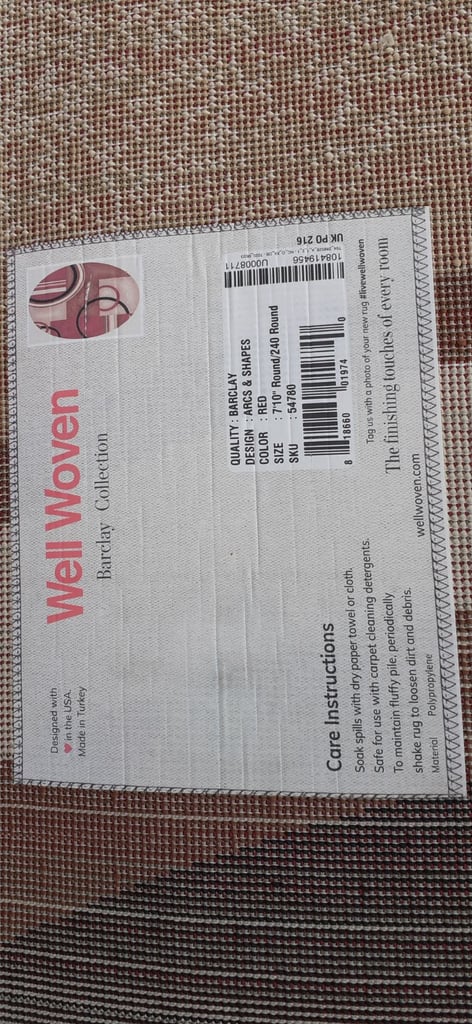 Designed with
♥ in the USA.
Made in Turkey
Well Woven
Barclay Collection
QUALITY : BARCLAY
DESIGN : ARCS & SHAPES
COLOR : RED
SIZE : 7'10" Round/240 Round
SKU : 54780
8 18660 01974 0
U0008711
108419456
UK PO 216
Care Instructions
Soak spills with dry paper towel or cloth.
Safe for use with carpet cleaning detergents.
To maintain fluffy pile, periodically
shake rug to loosen dirt and debris.
Material Polypropylene
Tag us with a photo of your new rug #livewellwoven
The finishing touches of every room
wellwoven.com